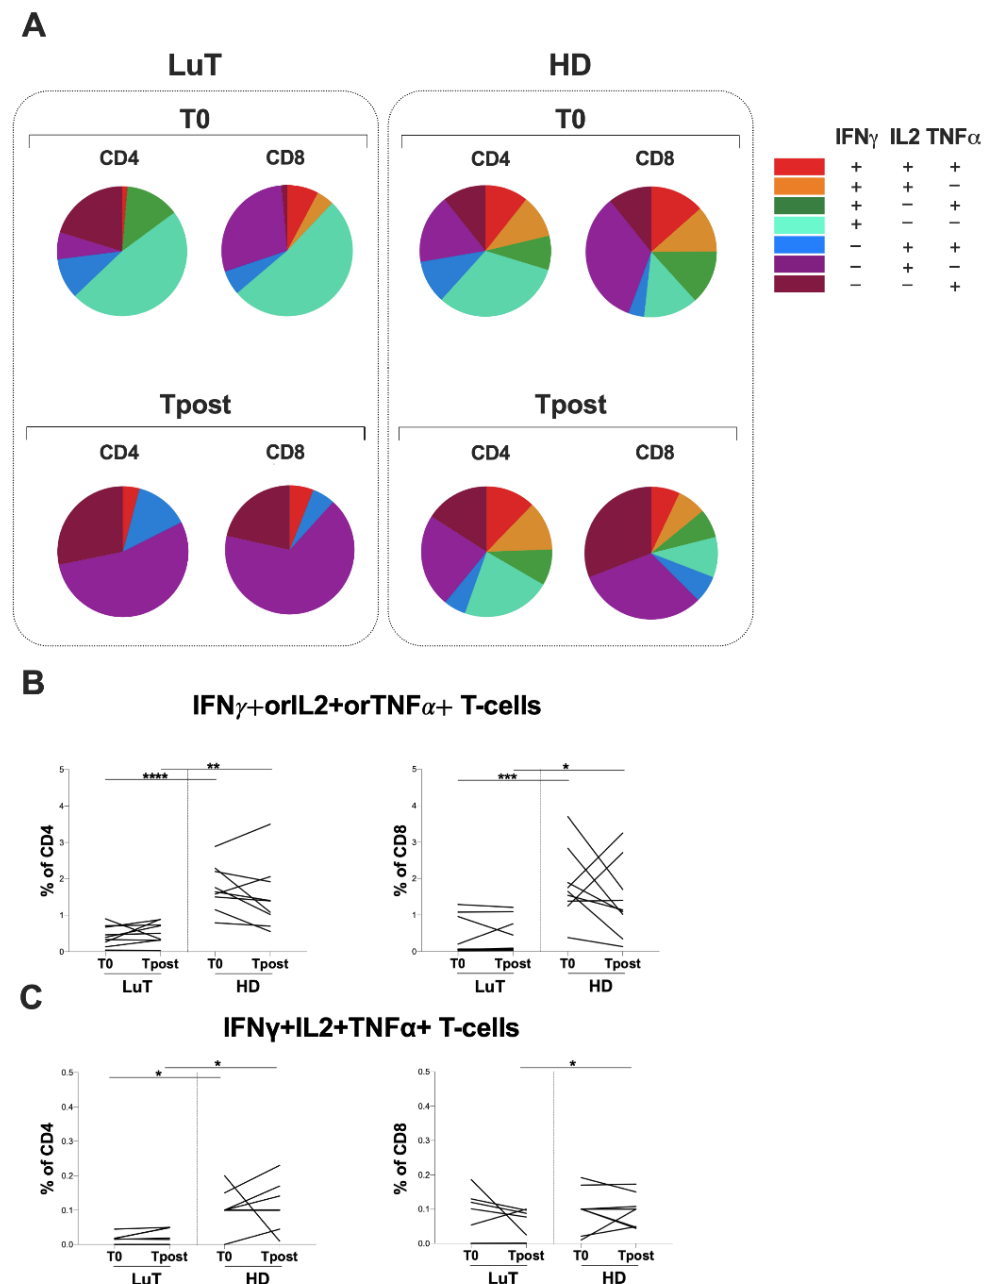 A
LuT
HD
T0
T0
CD4
CD8
CD4
CD8
IFNγ IL2 TNFα
+ + +
+ + −
+ − +
+ − −
− + +
− + −
− − +
Tpost
Tpost
CD4
CD8
CD4
CD8
B
IFNγ+orIL2+orTNFα+ T-cells
% of CD4
5
4
3
2
1
0
****
**
T0 Tpost T0 Tpost
LuT HD
% of CD8
5
4
3
2
1
0
***
*
T0 Tpost T0 Tpost
LuT HD
C
IFNγ+IL2+TNFα+ T-cells
% of CD4
0.5
0.4
0.3
0.2
0.1
0.0
*
*
T0 Tpost T0 Tpost
LuT HD
% of CD8
0.5
0.4
0.3
0.2
0.1
0.0
*
T0 Tpost T0 Tpost
LuT HD